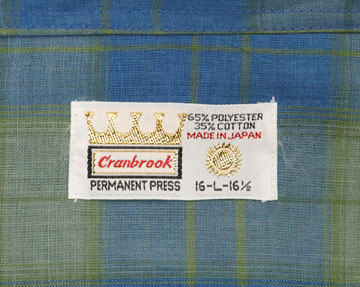 65% POLYESTER
35% COTTON
MADE IN JAPAN
Cranbrook
PERMANENT PRESS
16-L-16½